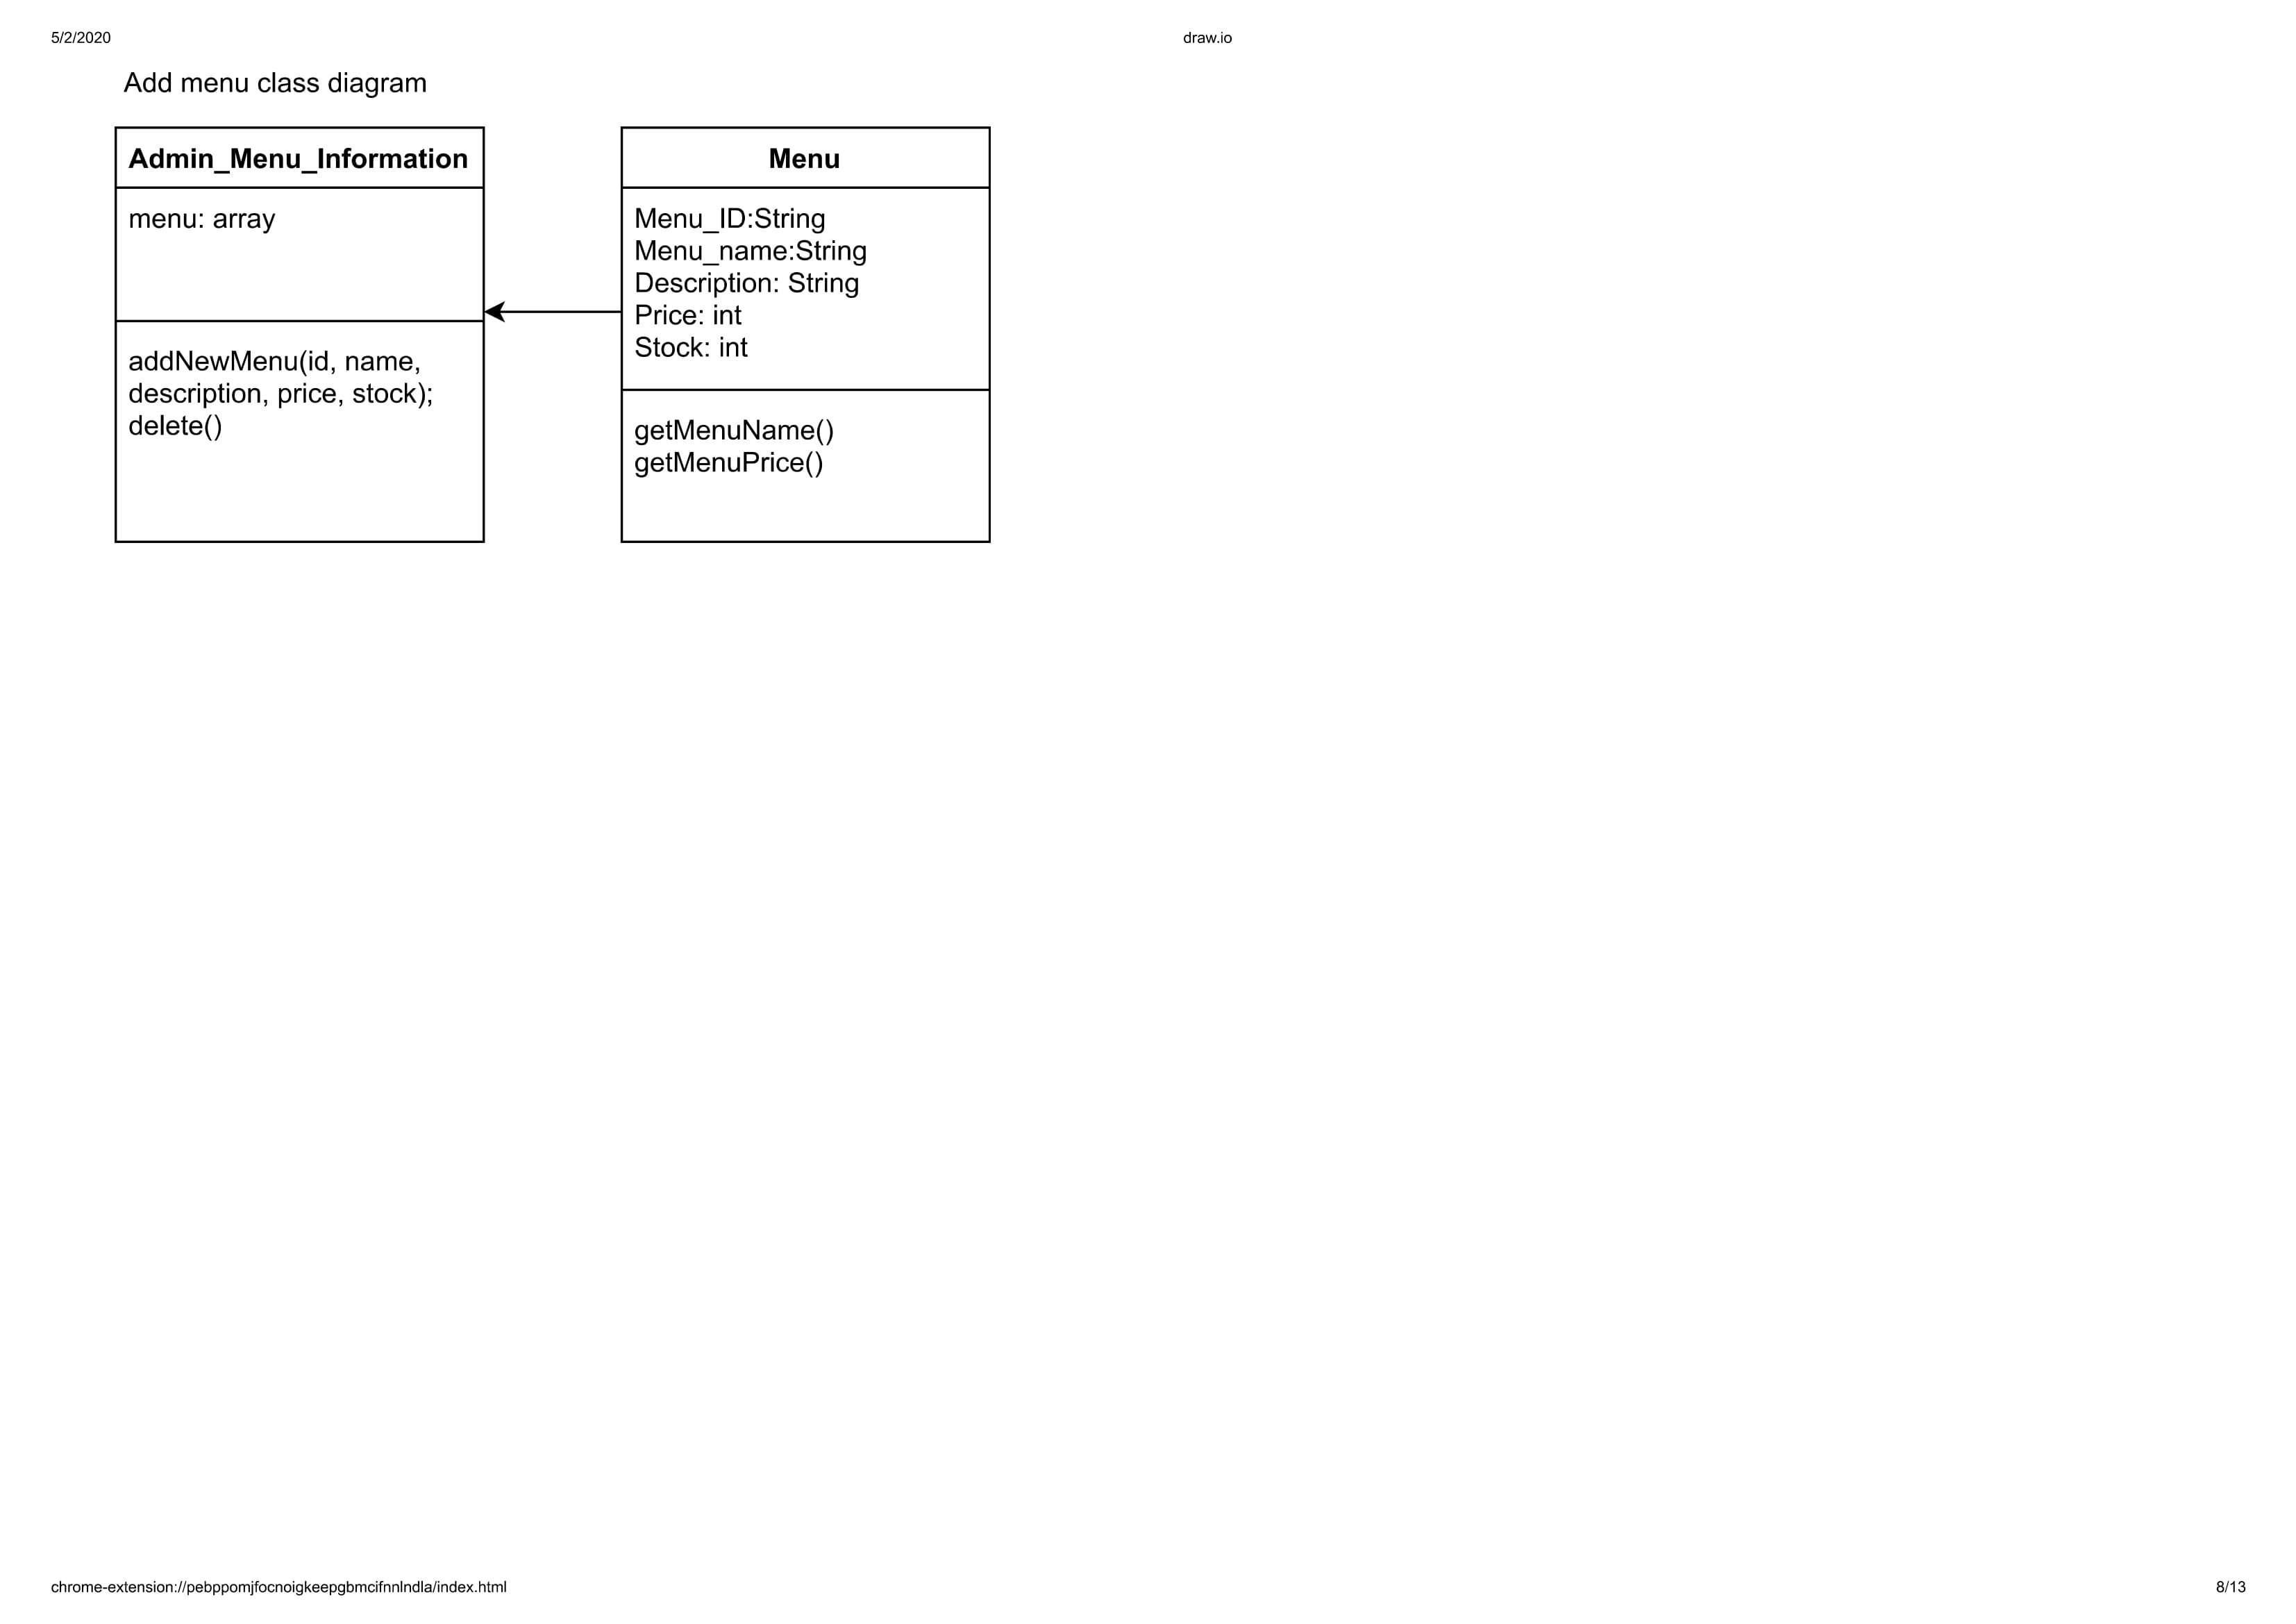 5/2/2020
draw.io
Add menu class diagram
Admin_Menu_Information
menu: array
addNewMenu(id, name,
description, price, stock);
delete()
Menu
Menu_ID:String
Menu_name:String
Description: String
Price: int
Stock: int
getMenuName()
getMenuPrice()
chrome-extension://pebppomjfocnoigkeepgbmcifnnlndla/index.html
8/13